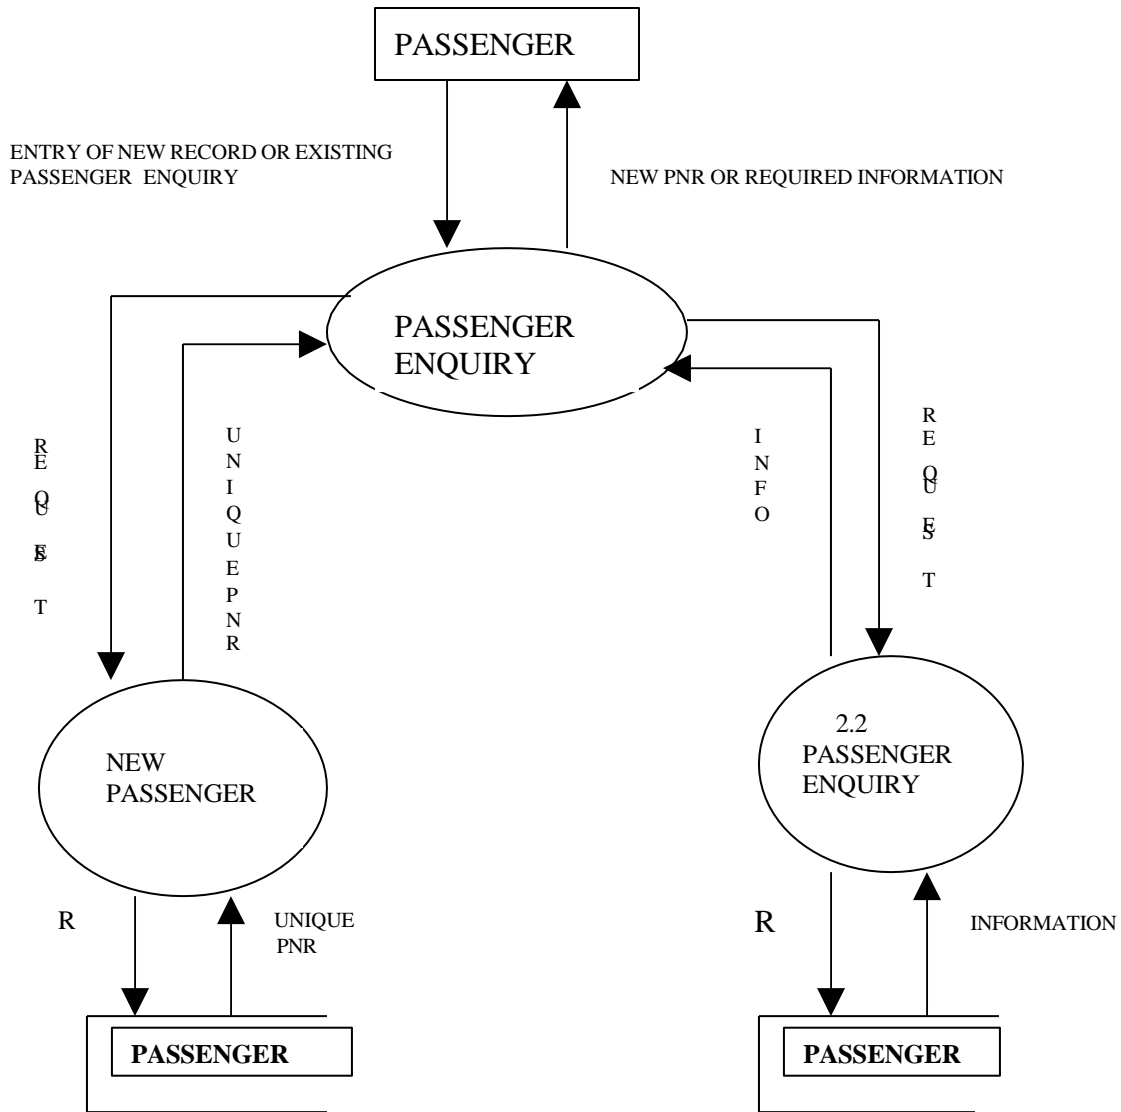 PASSENGER
ENTRY OF NEW RECORD OR EXISTING
PASSENGER ENQUIRY
NEW PNR OR REQUIRED INFORMATION
PASSENGER
ENQUIRY
REQUEST
UNIQUEPNR
INFO
REQUEST
NEW
PASSENGER
2.2
PASSENGER
ENQUIRY
R
UNIQUE
PNR
R
INFORMATION
PASSENGER
PASSENGER